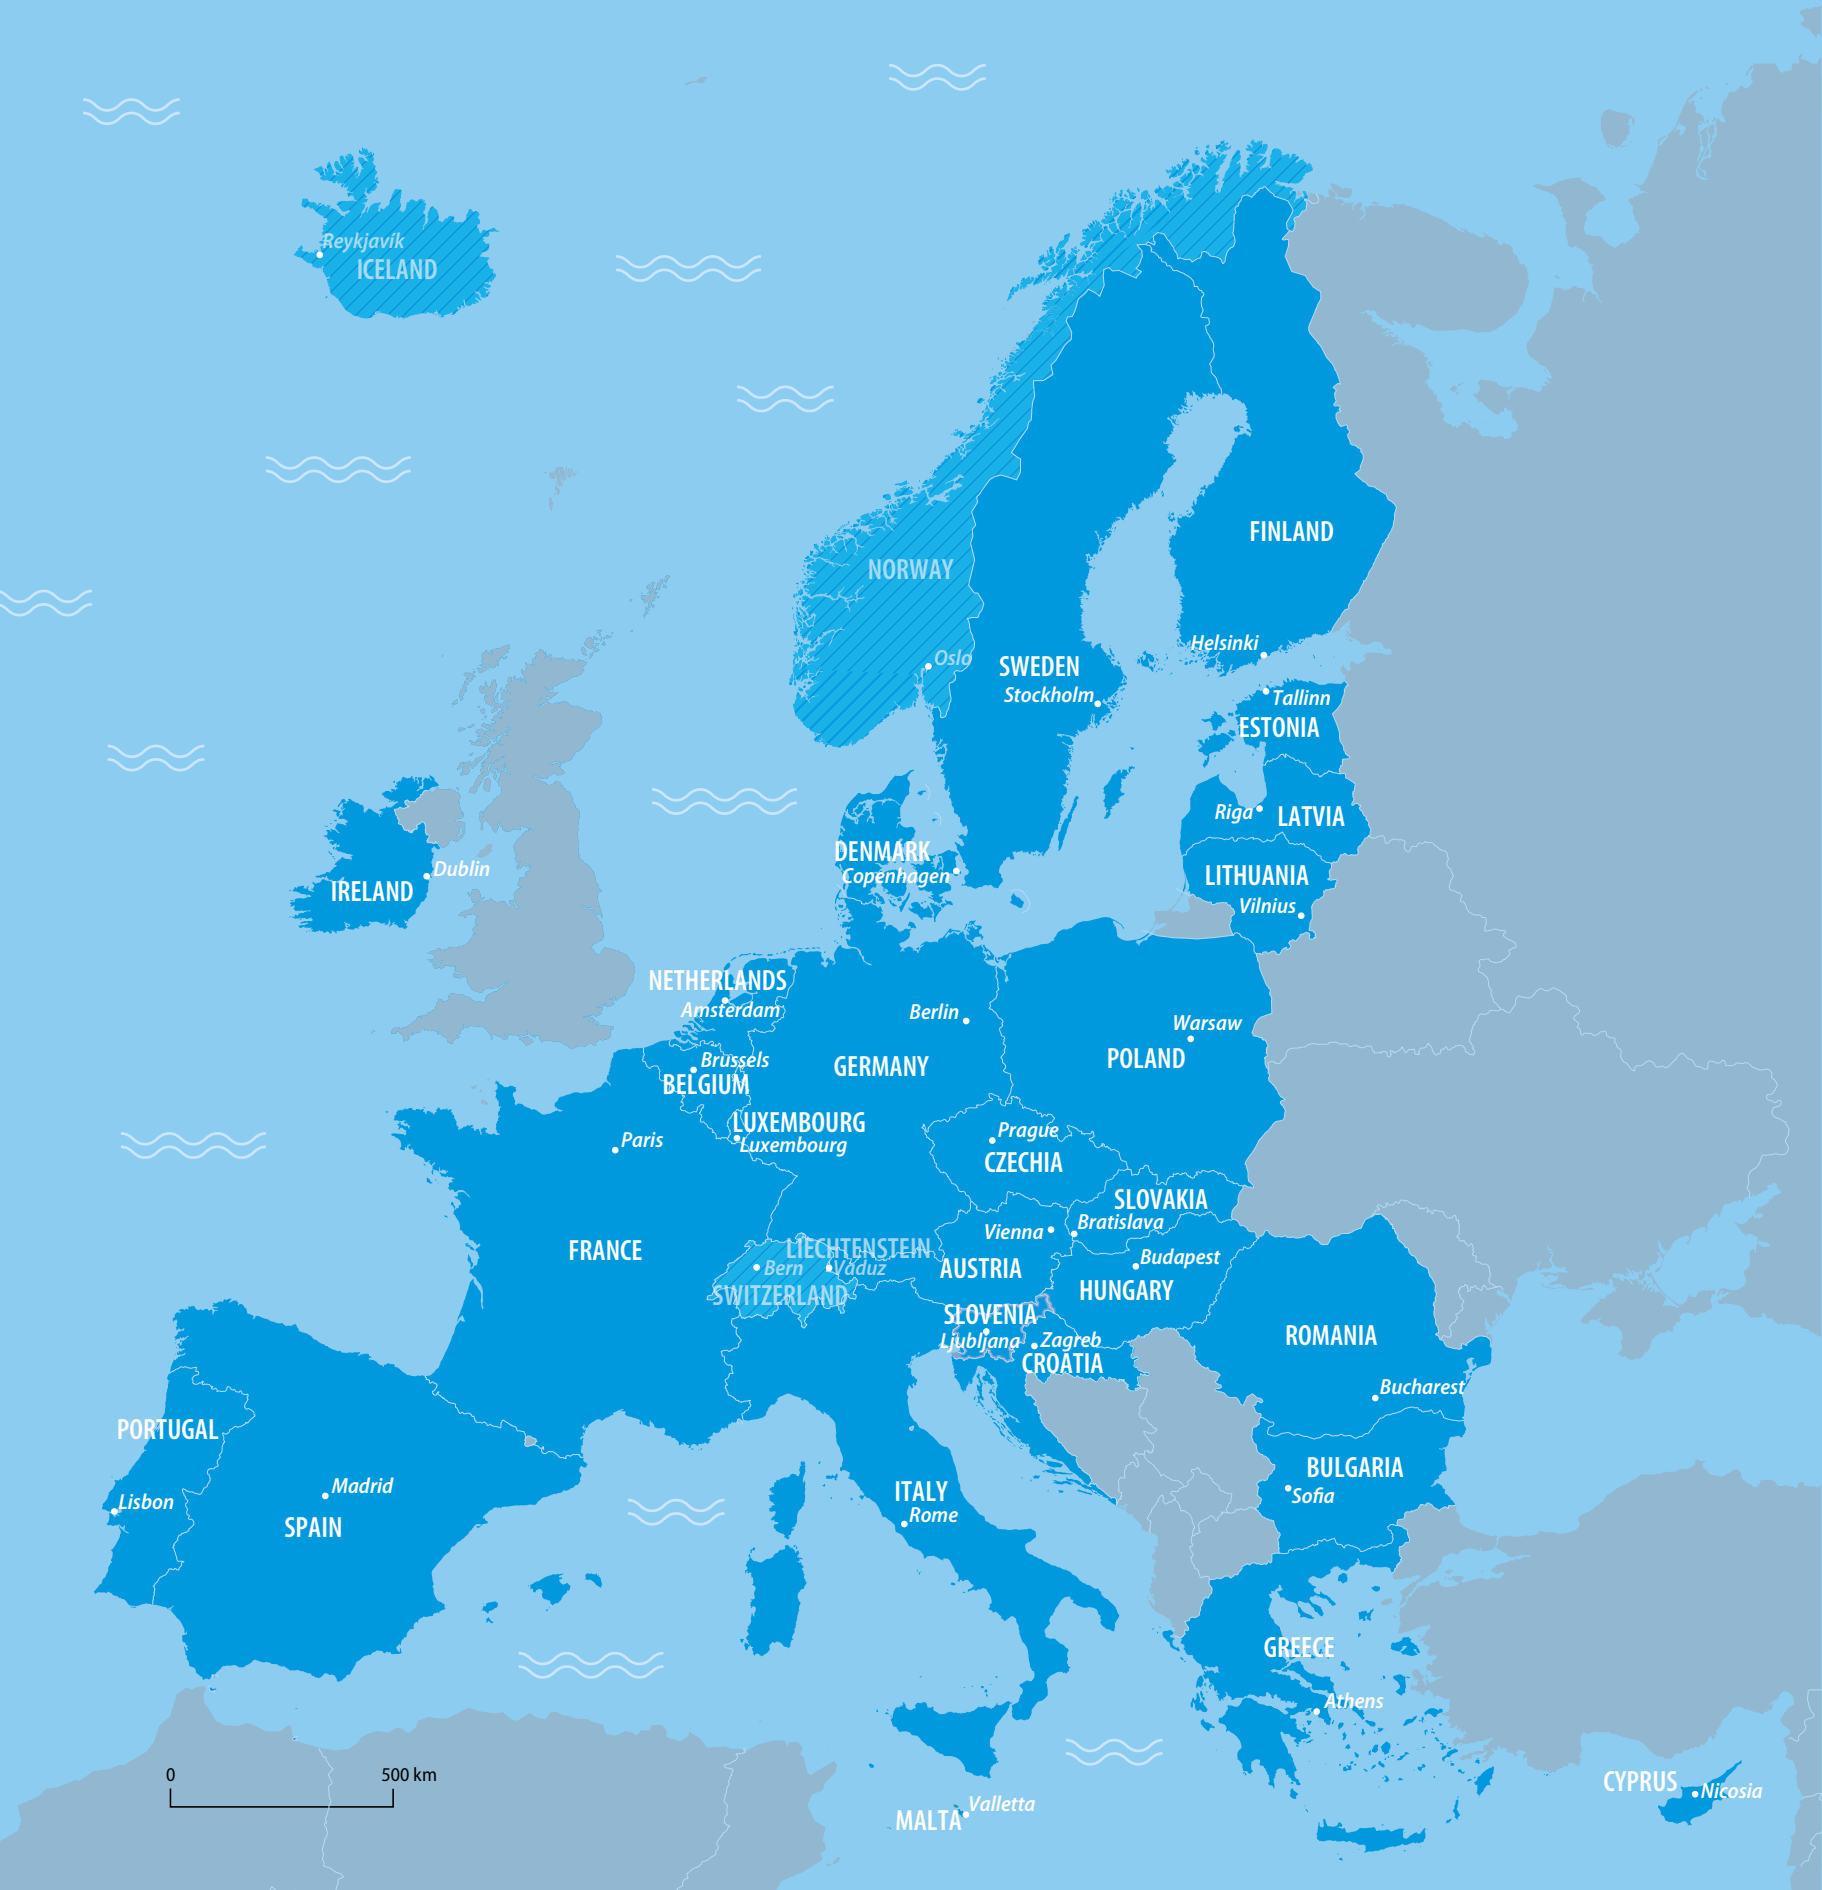 Reykjavík
ICELAND
FINLAND
NORWAY
Helsinki
Oslo
SWEDEN
Stockholm
Tallinn
ESTONIA
Riga
LATVIA
DENMARK
Copenhagen
Dublin
IRELAND
LITHUANIA
Vilnius
NETHERLANDS
Amsterdam
Berlin
Warsaw
POLAND
Brussels
BELGIUM
GERMANY
LUXEMBOURG
Luxembourg
Paris
Prague
CZECHIA
SLOVAKIA
Bratislava
Vienna
FRANCE
LIECHTENSTEIN
Bern
Vaduz
SWITZERLAND
AUSTRIA
Budapest
HUNGARY
SLOVENIA
Ljubljana
Zagreb
CROATIA
ROMANIA
Bucharest
PORTUGAL
Lisbon
Madrid
SPAIN
ITALY
Rome
BULGARIA
Sofia
GREECE
Athens
0
500 km
MALTA
Valletta
CYPRUS
Nicosia